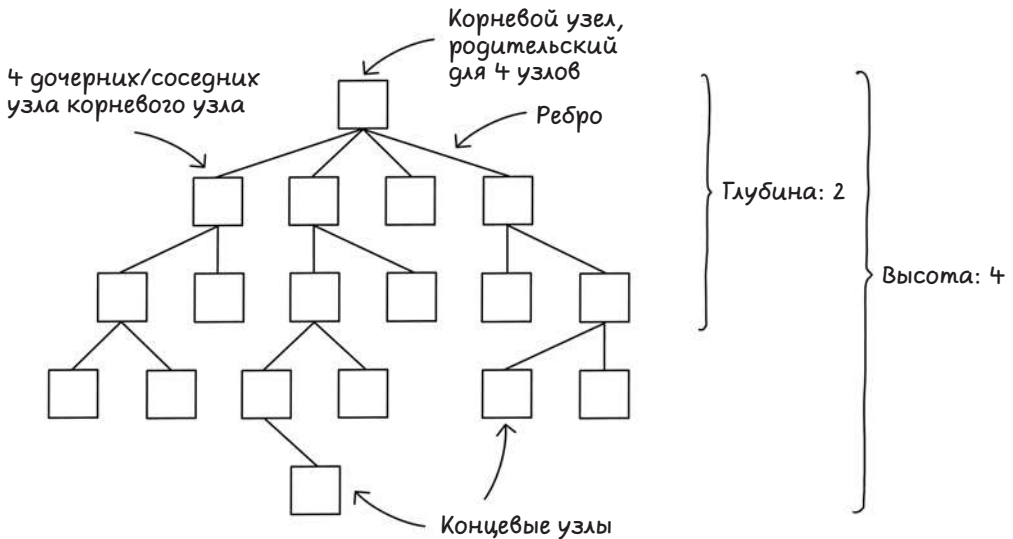 Корневой узел,
родительский
для 4 узлов
4 дочерних/соседних
узла корневого узла
Ребро
Глубина: 2
Высота: 4
Концевые узлы